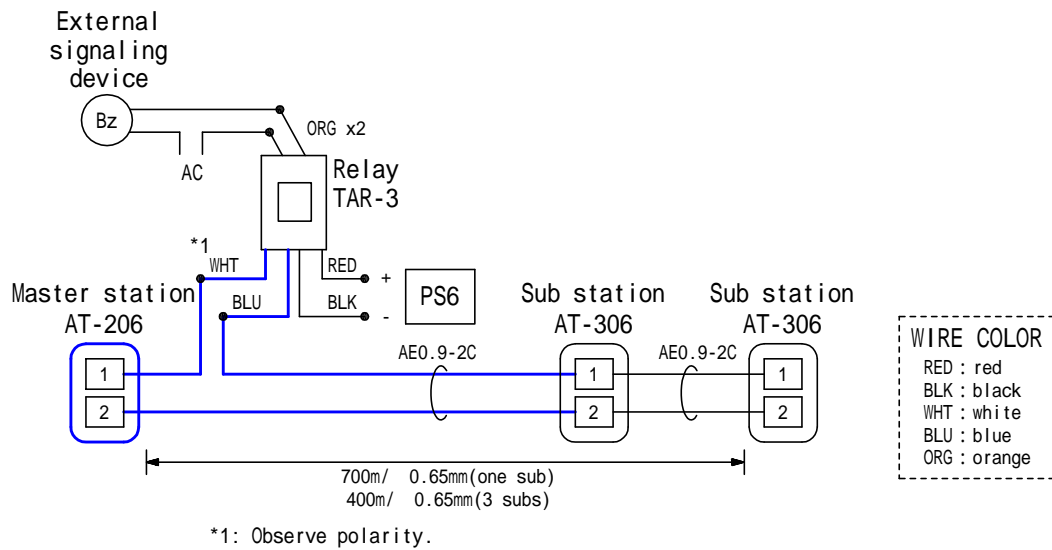 External
signaling
device
Bz
ORG x2
AC
Relay
TAR-3
*1
WHT
RED
+
BLU
BLK
-
PS6
Master station
AT-206
Sub station
AT-306
Sub station
AT-306
AE0.9-2C
AE0.9-2C
1
1
1
2
2
2
700m/ 0.65mm(one sub)
400m/ 0.65mm(3 subs)
*1: Observe polarity.
WIRE COLOR
RED : red
BLK : black
WHT : white
BLU : blue
ORG : orange